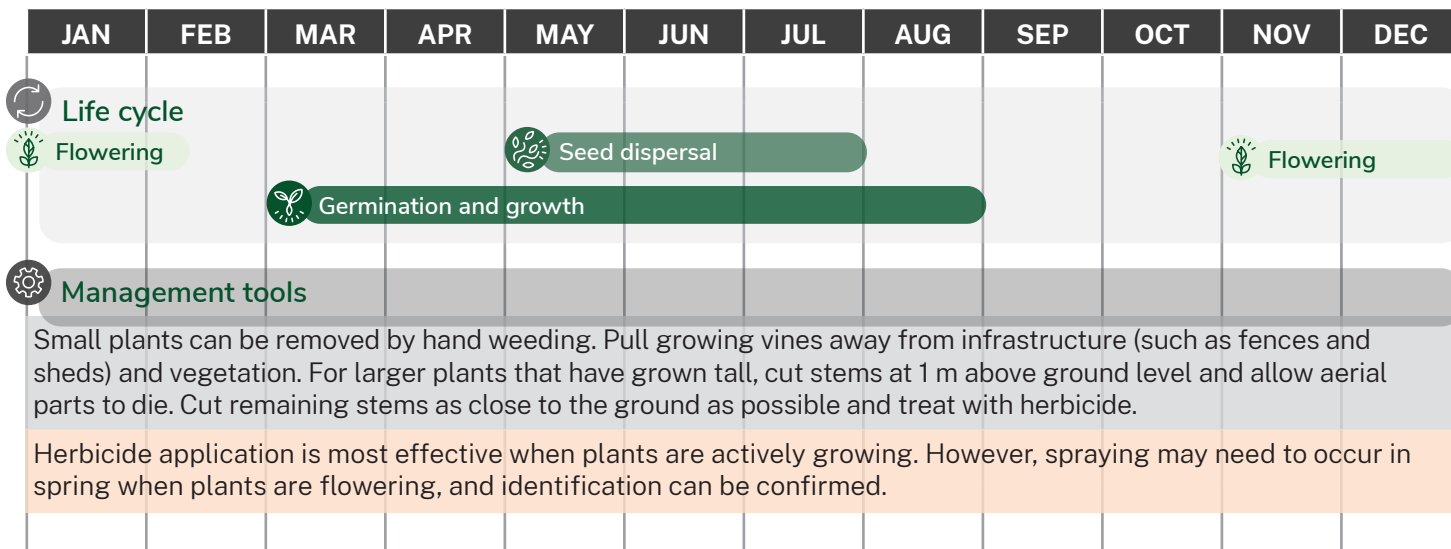 JAN FEB MAR APR MAY JUN JUL AUG SEP OCT NOV DEC
Life cycle
Flowering
Seed dispersal
Flowering
Germination and growth
Management tools
Small plants can be removed by hand weeding. Pull growing vines away from infrastructure (such as fences and
sheds) and vegetation. For larger plants that have grown tall, cut stems at 1 m above ground level and allow aerial
parts to die. Cut remaining stems as close to the ground as possible and treat with herbicide.
Herbicide application is most effective when plants are actively growing. However, spraying may need to occur in
spring when plants are flowering, and identification can be confirmed.